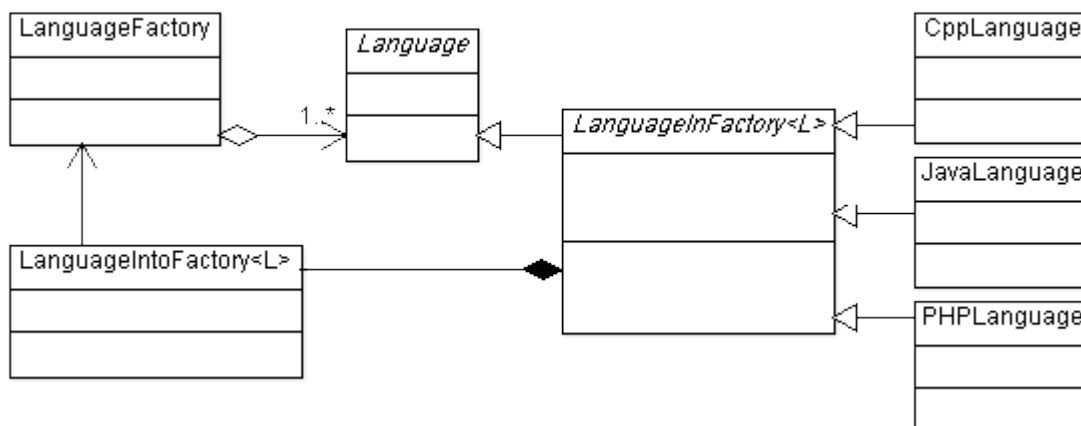 LanguageFactory
Language
CppLanguage
1..*
LanguageInFactory<L>
JavaLanguage
LanguageIntoFactory<L>
PHPLanguage